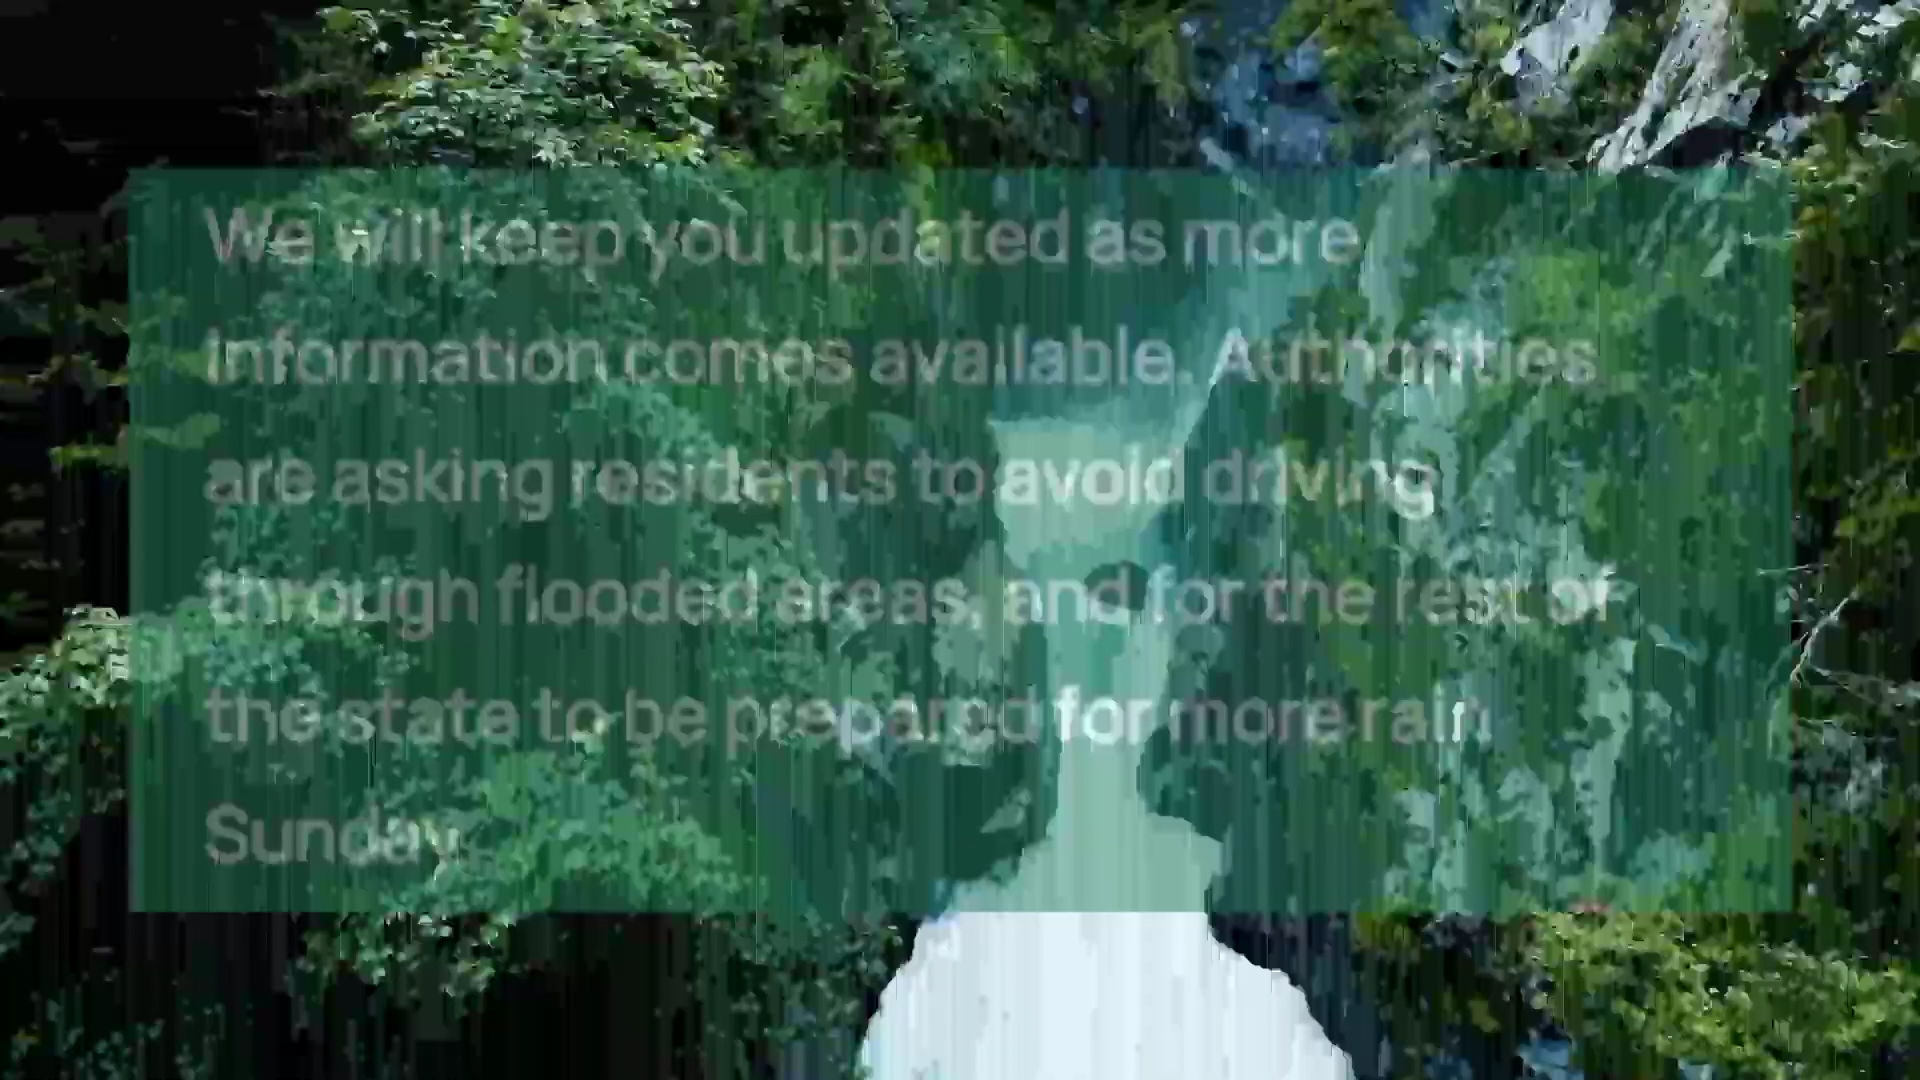 We will keep you updated as more
information comes available. Authorities
are asking residents to avoid driving
through flooded areas, and for the rest of
the state to be prepared for more rain
Sunday.